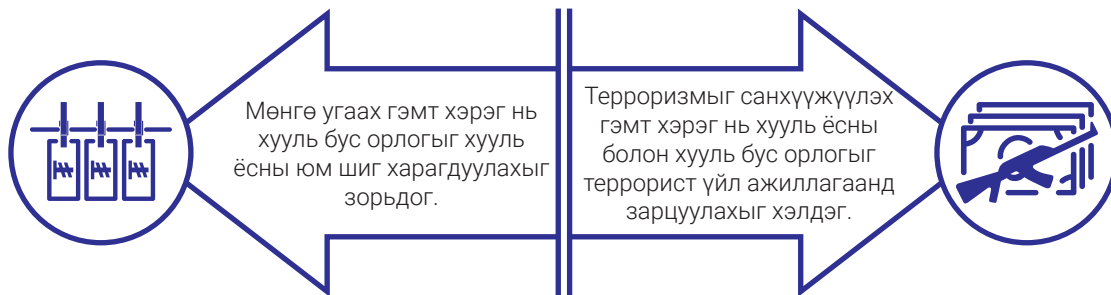 Мөнгө угаах гэмт хэрэг нь
хууль бус орлогыг хууль
ёсны юм шиг харагдуулахыг
зорьдог.
Терроризмыг санхүүжүүлэх
гэмт хэрэг нь хууль ёсны
болон хууль бус орлогыг
террорист үйл ажиллагаанд
зарцуулахыг хэлдэг.